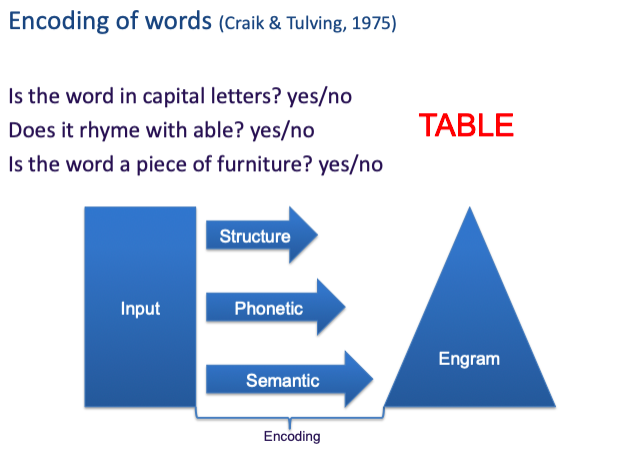 Encoding of words (Craik & Tulving, 1975)
Is the word in capital letters? yes/no
Does it rhyme with able? yes/no
Is the word a piece of furniture? yes/no
TABLE
Input
Structure
Phonetic
Semantic
Engram
Encoding